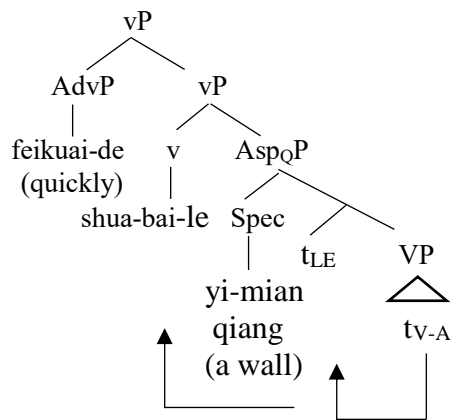 vP
AdvP vP
feikuai-de v AspQP
(quickly)
shua-bai-le Spec
tLE VP
yi-mian
qiang tV-A
(a wall)